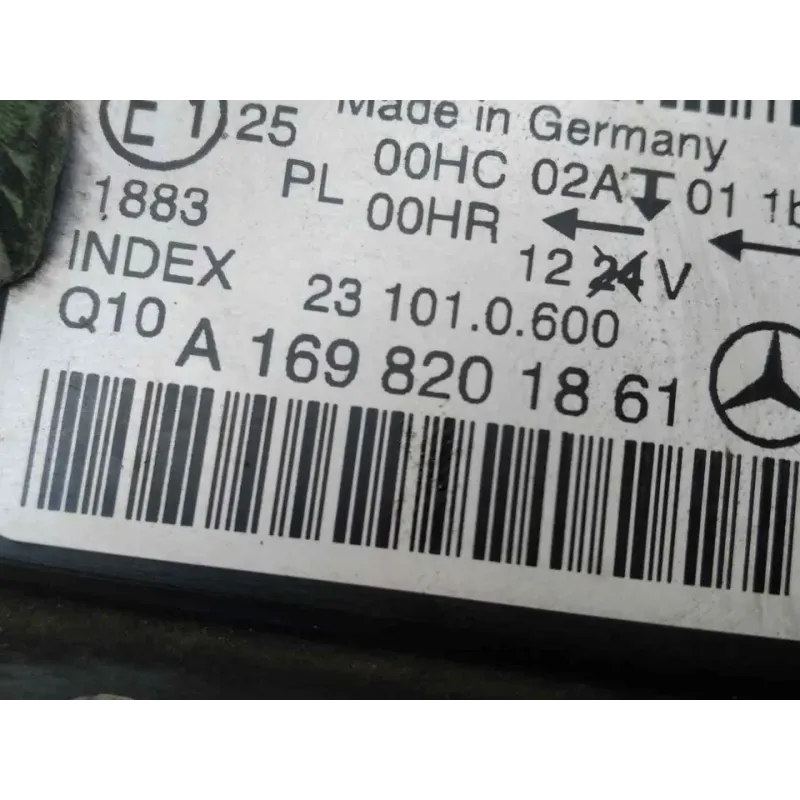 E1 .25 Made in Germany
00HC 02A 01 1b
1883 PL 00HR
12 24 V
INDEX 23 101.0.600
Q10 A 169 820 18 61